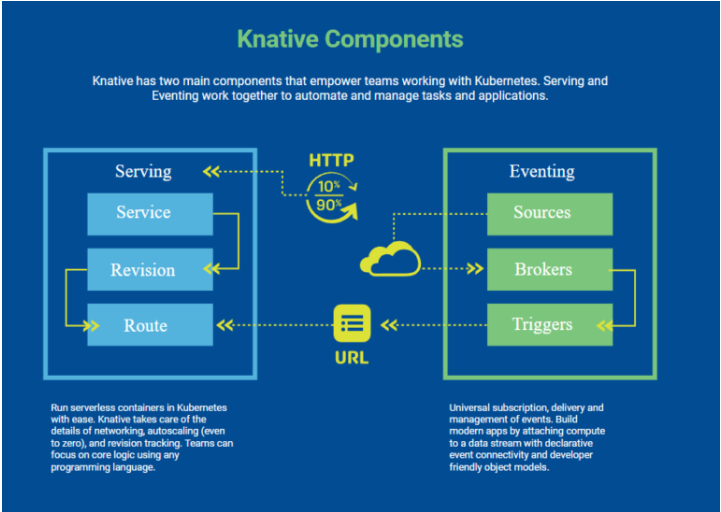 Knative Components
Knative has two main components that empower teams working with Kubernetes. Serving and
Eventing work together to automate and manage tasks and applications.
Serving
Service
Revision
Route
HTTP
10%
90%
URL
Eventing
Sources
Brokers
Triggers
Run serverless containers in Kubernetes
with ease. Knative takes care of the
details of networking, autoscaling (even
to zero), and revision tracking. Teams can
focus on core logic using any
programming language.
Universal subscription, delivery and
management of events. Build
modern apps by attaching compute
to a data stream with declarative
event connectivity and developer
friendly object models.